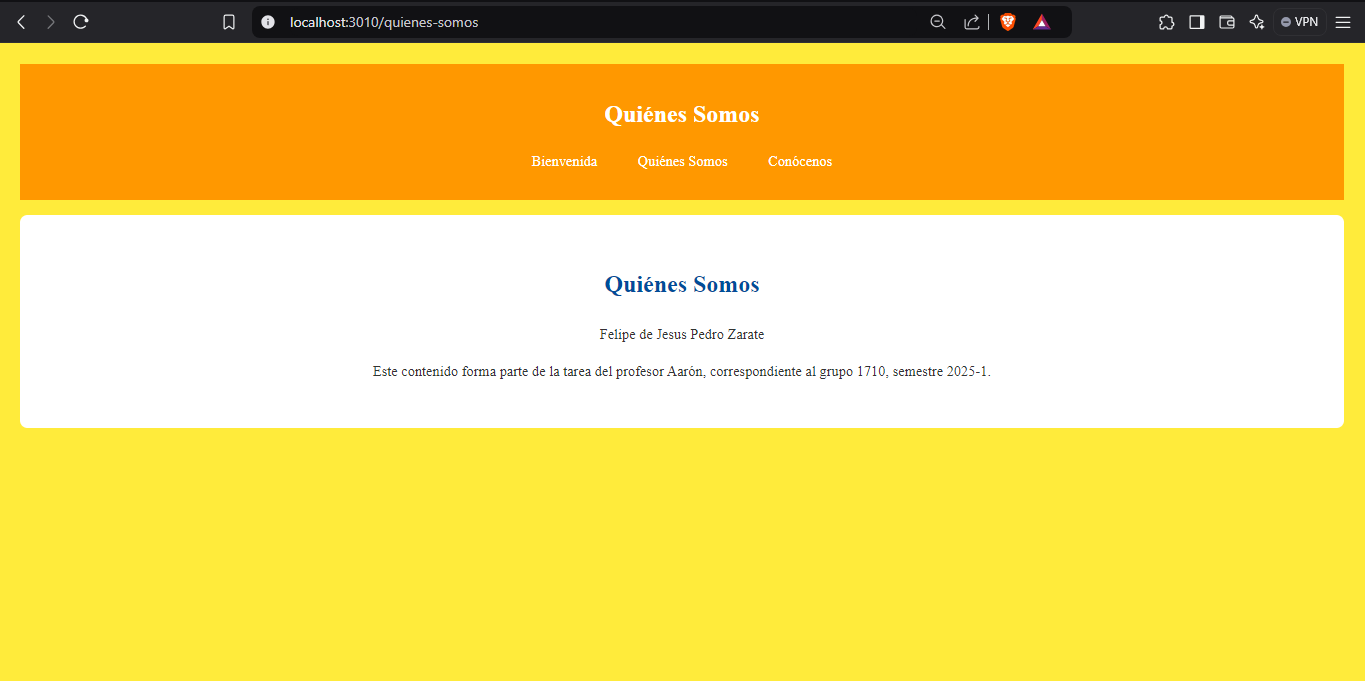 localhost:3010/quienes-somos
VPN
Quiénes Somos
Bienvenida Quiénes Somos Conócenos
Quiénes Somos
Felipe de Jesus Pedro Zarate
Este contenido forma parte de la tarea del profesor Aarón, correspondiente al grupo 1710, semestre 2025-1.